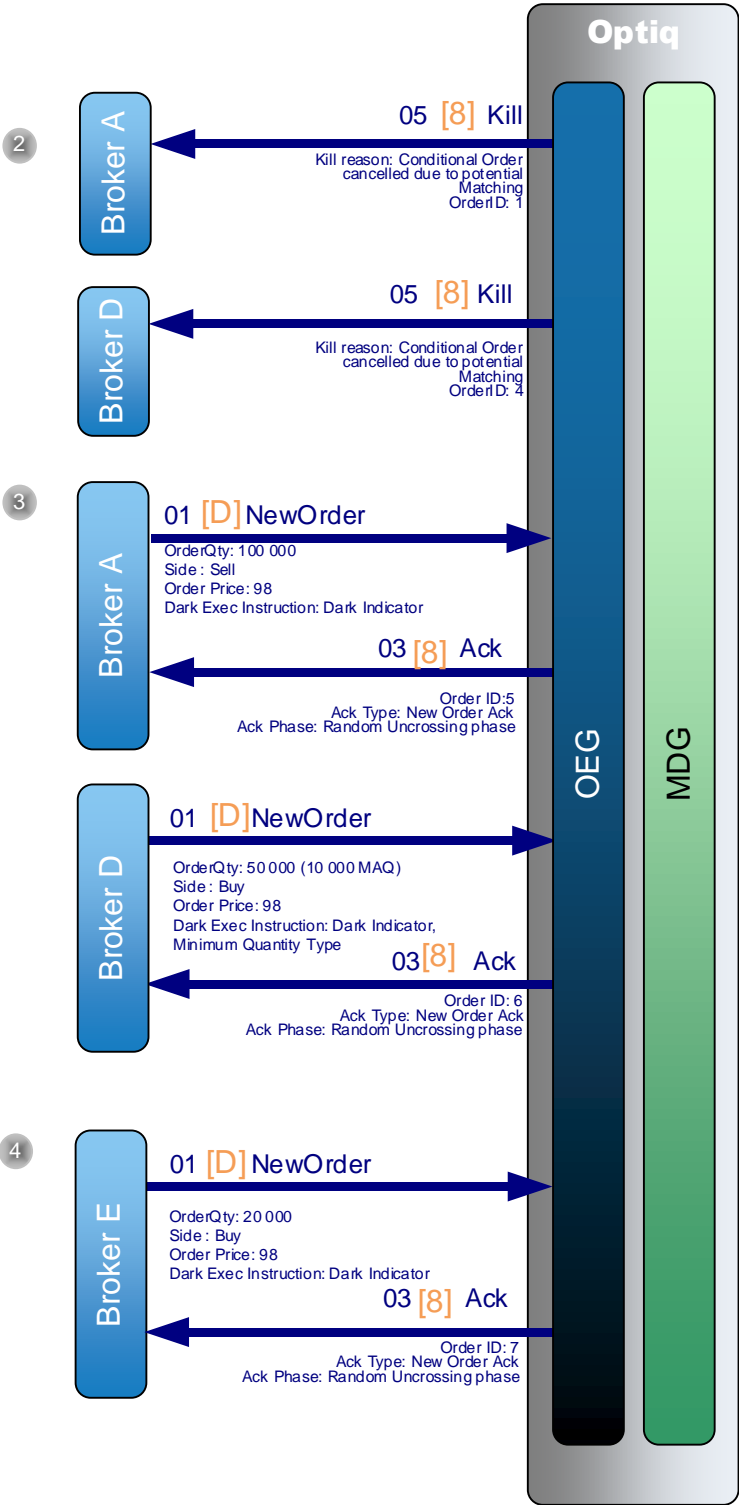 Optiq
2
Broker A
05 [8] Kill
Kill reason: Conditional Order
cancelled due to potential
Matching
OrderID: 1
Broker D
05 [8] Kill
Kill reason: Conditional Order
cancelled due to potential
Matching
OrderID: 4
3
Broker A
01 [D] NewOrder
OrderQty: 100 000
Side : Sell
Order Price: 98
Dark Exec Instruction: Dark Indicator
03 [8] Ack
Order ID:5
Ack Type: New Order Ack
Ack Phase: Random Uncrossing phase
OEG
MDG
Broker D
01 [D] NewOrder
OrderQty: 50 000 (10 000 MAQ)
Side : Buy
Order Price: 98
Dark Exec Instruction: Dark Indicator,
Minimum Quantity Type
03 [8] Ack
Order ID: 6
Ack Type: New Order Ack
Ack Phase: Random Uncrossing phase
4
Broker E
01 [D] NewOrder
OrderQty: 20 000
Side : Buy
Order Price: 98
Dark Exec Instruction: Dark Indicator
03 [8] Ack
Order ID: 7
Ack Type: New Order Ack
Ack Phase: Random Uncrossing phase